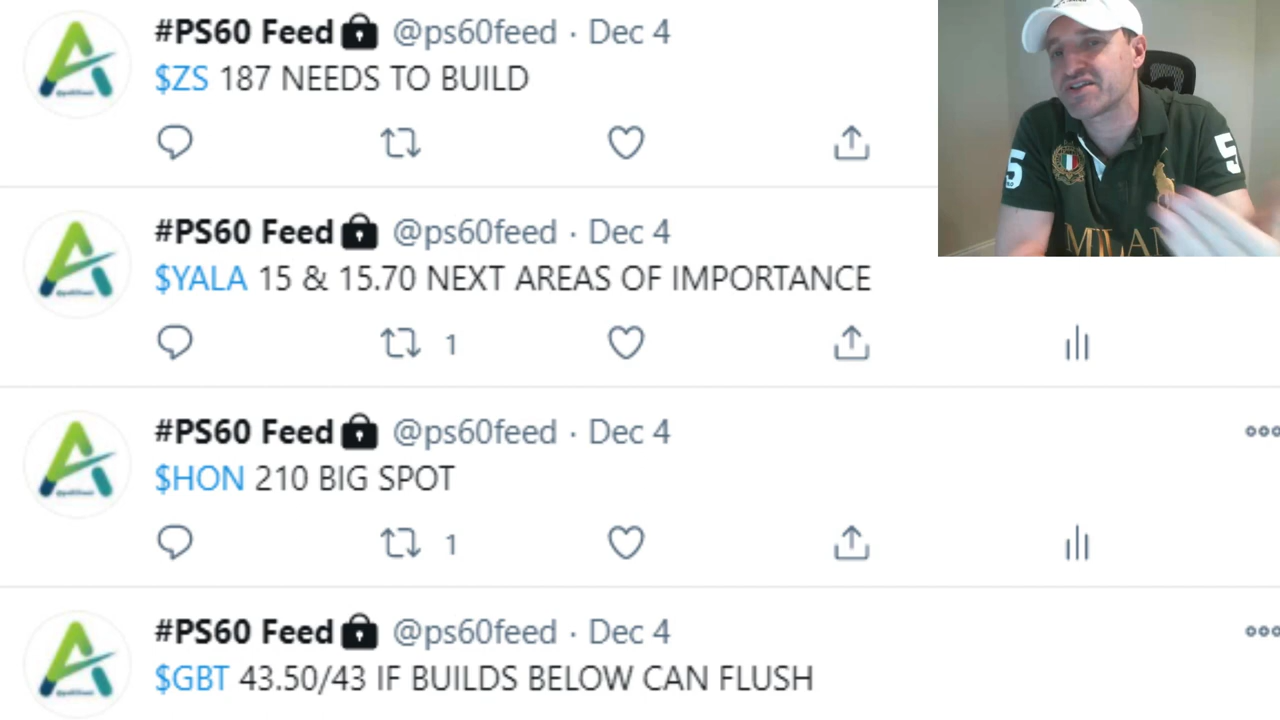 #PS60 Feed @ps60feed · Dec 4
$ZS 187 NEEDS TO BUILD
#PS60 Feed @ps60feed · Dec 4
$YALA 15 & 15.70 NEXT AREAS OF IMPORTANCE
1
#PS60 Feed @ps60feed · Dec 4
$HON 210 BIG SPOT
1
#PS60 Feed @ps60feed · Dec 4
$GBT 43.50/43 IF BUILDS BELOW CAN FLUSH
5
5